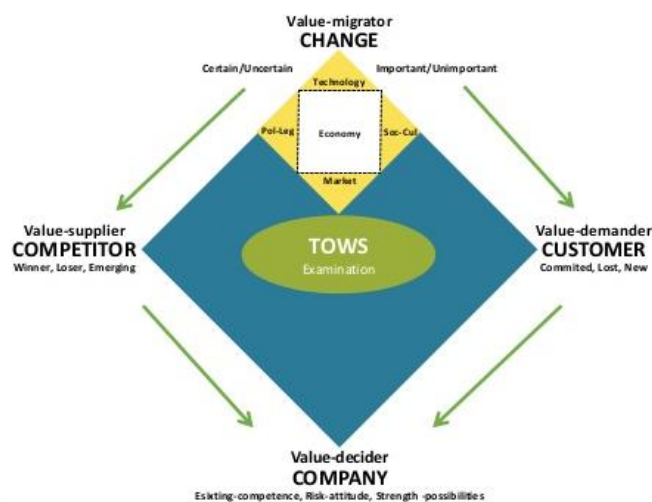 Value-migrator
CHANGE
Certain/Uncertain
Important/Unimportant
Technology
Pol-Leg
Economy
Soc-Cul
Market
Value-supplier
COMPETITOR
Winner, Loser, Emerging
TOWS
Examination
Value-demander
CUSTOMER
Commited, Lost, New
Value-decider
COMPANY
Esixting-competence, Risk-attitude, Strength -possibilities